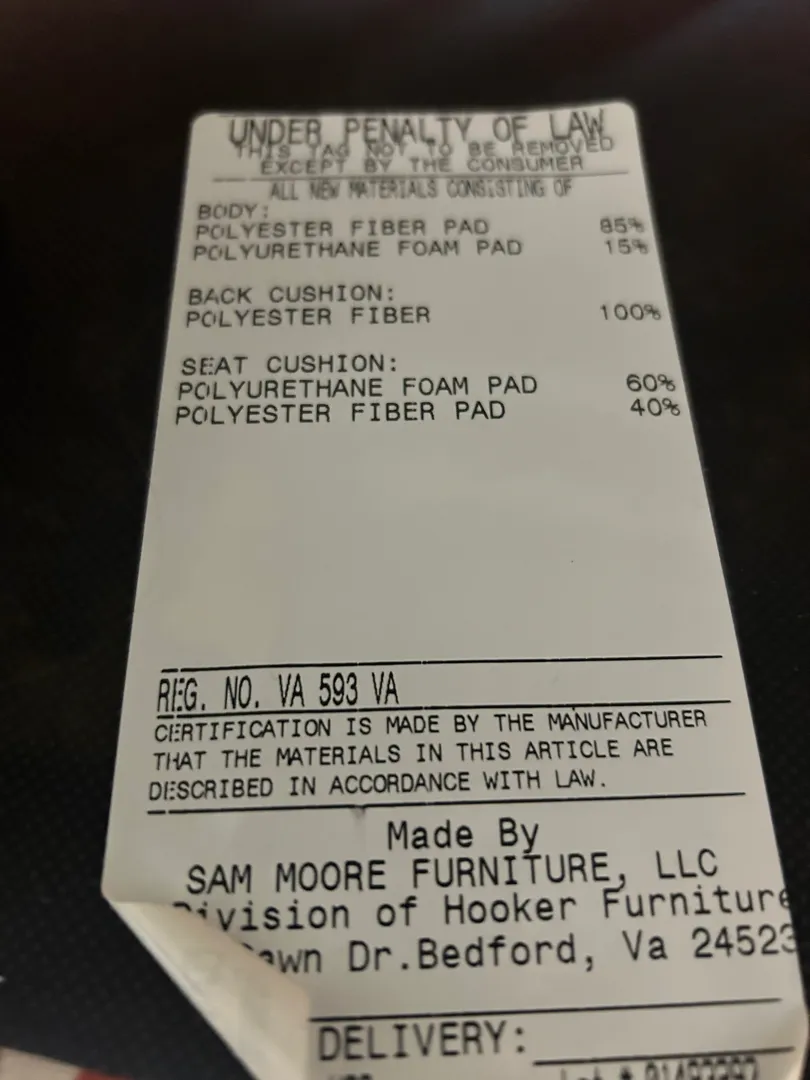 UNDER PENALTY OF LAW
THIS TAG NOT TO BE REMOVED
EXCEPT BY THE CONSUMER
ALL NEW MATERIALS CONSISTING OF
BODY:
POLYESTER FIBER PAD 85%
POLYURETHANE FOAM PAD 15%
BACK CUSHION:
POLYESTER FIBER 100%
SEAT CUSHION:
POLYURETHANE FOAM PAD 60%
POLYESTER FIBER PAD 40%
REG. NO. VA 593 VA
CERTIFICATION IS MADE BY THE MANUFACTURER
THAT THE MATERIALS IN THIS ARTICLE ARE
DESCRIBED IN ACCORDANCE WITH LAW.
Made By
SAM MOORE FURNITURE, LLC
Division of Hooker Furniture
Dr.Bedford, Va 24523
DELIVERY: